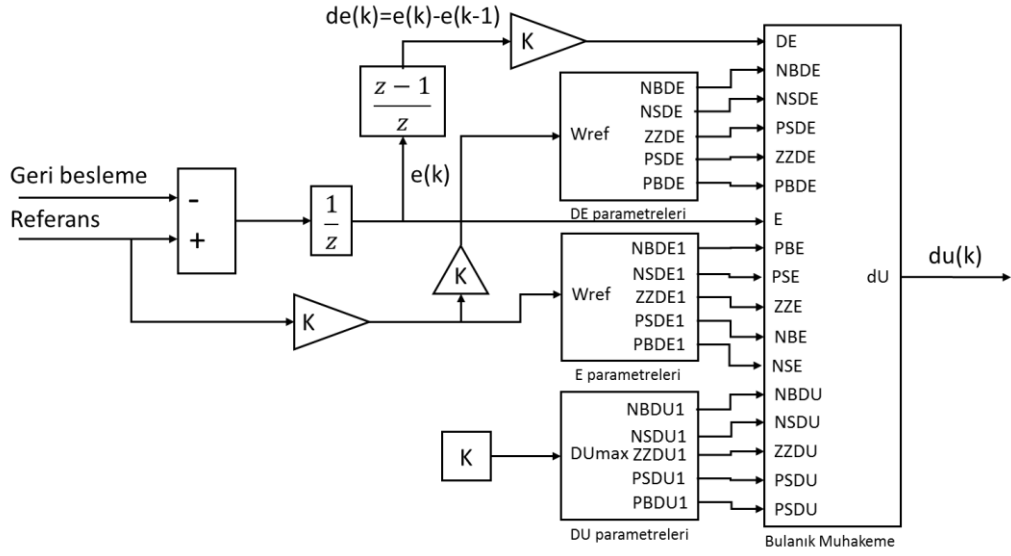 de(k)=e(k)-e(k-1)
K
z − 1
z
e(k)
Geri besleme
Referans
-
+
1
z
K
K
Wref
NBDE
NSDE
ZZDE
PSDE
PBDE
DE parametreleri
Wref
NBDE1
NSDE1
ZZDE1
PSDE1
PBDE1
E parametreleri
K
DUmax
NBDU1
NSDU1
ZZDU1
PSDU1
PBDU1
DU parametreleri
DE
NBDE
NSDE
PSDE
ZZDE
PBDE
E
PBE
PSE
ZZE
NBE
NSE
NBDU
NSDU
ZZDU
PSDU
PSDU
dU
Bulanık Muhakeme
du(k)